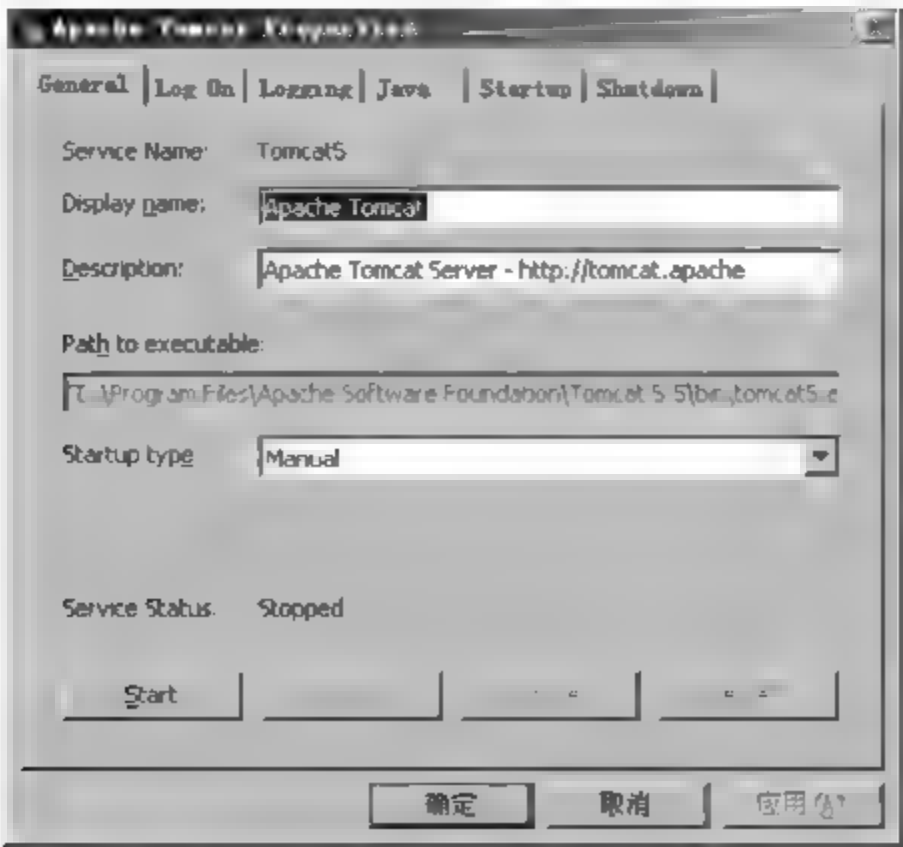 Apache Tomcat Properties
General Log On Logging Java Startup Shutdown
Service Name: Tomcat5
Display name: Apache Tomcat
Description: Apache Tomcat Server - http://tomcat.apache
Path to executable:
\Program Files\Apache Software Foundation\Tomcat 5 5\bin\tomcat5
Startup type Manual
Service Status: Stopped
Start
确定 取消 应用(A)